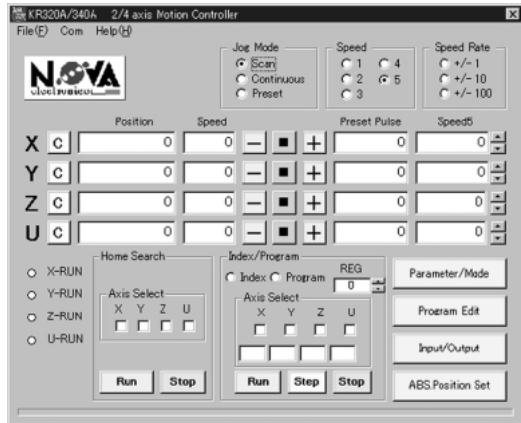 KR320A/340A 2/4 axis Motion Controller
File(F) Com Help(H)
NOVA
electronics
Jog Mode
Scan
Continuous
Preset
Speed
1 4
2 5
3
Speed Rate
+/- 1
+/- 10
+/- 100
Position Speed Preset Pulse Speed5
X C 0 0 − ■ + 0 0
Y C 0 0 − ■ + 0 0
Z C 0 0 − ■ + 0 0
U C 0 0 − ■ + 0 0
X-RUN
Y-RUN
Z-RUN
U-RUN
Home Search
Axis Select
X Y Z U
Run Stop
Index/Program
Index Program REG
0
Axis Select
X Y Z U
Run Step Stop
Parameter/Mode
Program Edit
Input/Output
ABS.Position Set